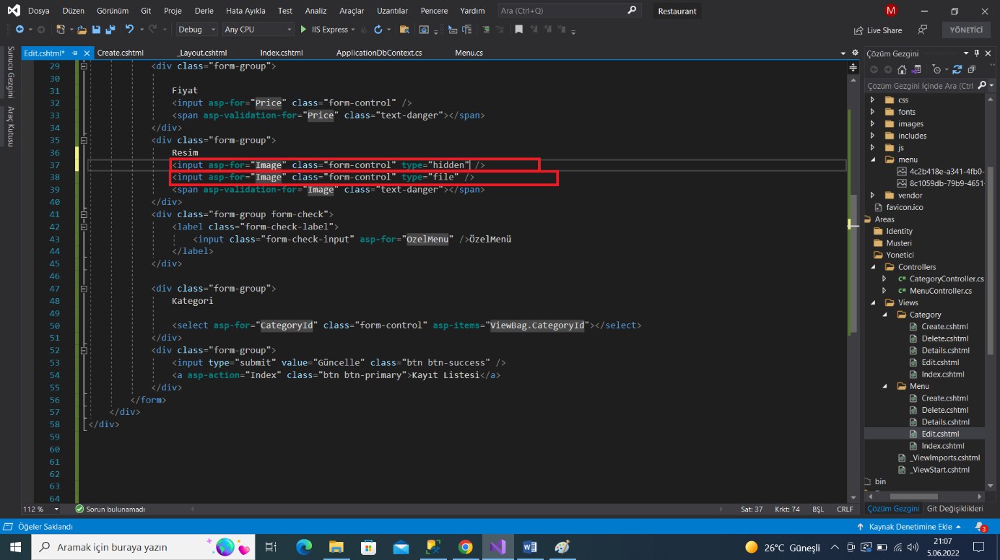 Dosya Düzen Görünüm Git Proje Derle Hata Ayıkla Test Analiz Araçlar Uzantılar Pencere Yardım Ara (Ctrl+Q) Restaurant M
Debug Any CPU IIS Express Live Share YÖNETİCİ
Sunucu Gezgini
Araç Kutusu
Edit.cshtml* Create.cshtml _Layout.cshtml Index.cshtml ApplicationDbContext.cs Menu.cs
29 <div class="form-group">
30
31 Fiyat
32 <input asp-for="Price" class="form-control" />
33 <span asp-validation-for="Price" class="text-danger"></span>
34 </div>
35 <div class="form-group">
36 Resim
37 <input asp-for="Image" class="form-control" type="hidden" />
38 <input asp-for="Image" class="form-control" type="file" />
39 <span asp-validation-for="Image" class="text-danger"></span>
40 </div>
41 <div class="form-group form-check">
42 <label class="form-check-label">
43 <input class="form-check-input" asp-for="OzelMenu" />ÖzelMenü
44 </label>
45 </div>
46
47 <div class="form-group">
48 Kategori
49
50 <select asp-for="CategoryId" class="form-control" asp-items="ViewBag.CategoryId"></select>
51 </div>
52 <div class="form-group">
53 <input type="submit" value="Güncelle" class="btn btn-success" />
54 <a asp-action="Index" class="btn btn-primary">Kayıt Listesi</a>
55 </div>
56 </form>
57 </div>
58 </div>
59
60
61
62
63
64
112 % Sorun bulunamadı Sat: 37 Krkt: 74 BŞL CRLF
Çözüm Gezgini
Çözüm Gezgini İçinde Ara (Ctrl
css
fonts
images
includes
js
menu
4c2b418e-a341-4fb0-
8c1059db-79b9-4651-
vendor
favicon.ico
Areas
Identity
Musteri
Yonetici
Controllers
C# CategoryController.cs
C# MenuController.cs
Views
Category
Create.cshtml
Delete.cshtml
Details.cshtml
Edit.cshtml
Index.cshtml
Menu
Create.cshtml
Delete.cshtml
Details.cshtml
Edit.cshtml
Index.cshtml
_ViewImports.cshtml
_ViewStart.cshtml
bin
Çözüm Gezgini Git Değişiklikleri
Öğeler Saklandı Kaynak Denetimine Ekle 3
Aramak için buraya yazın 26°C Güneşli 21:07
5.06.2022